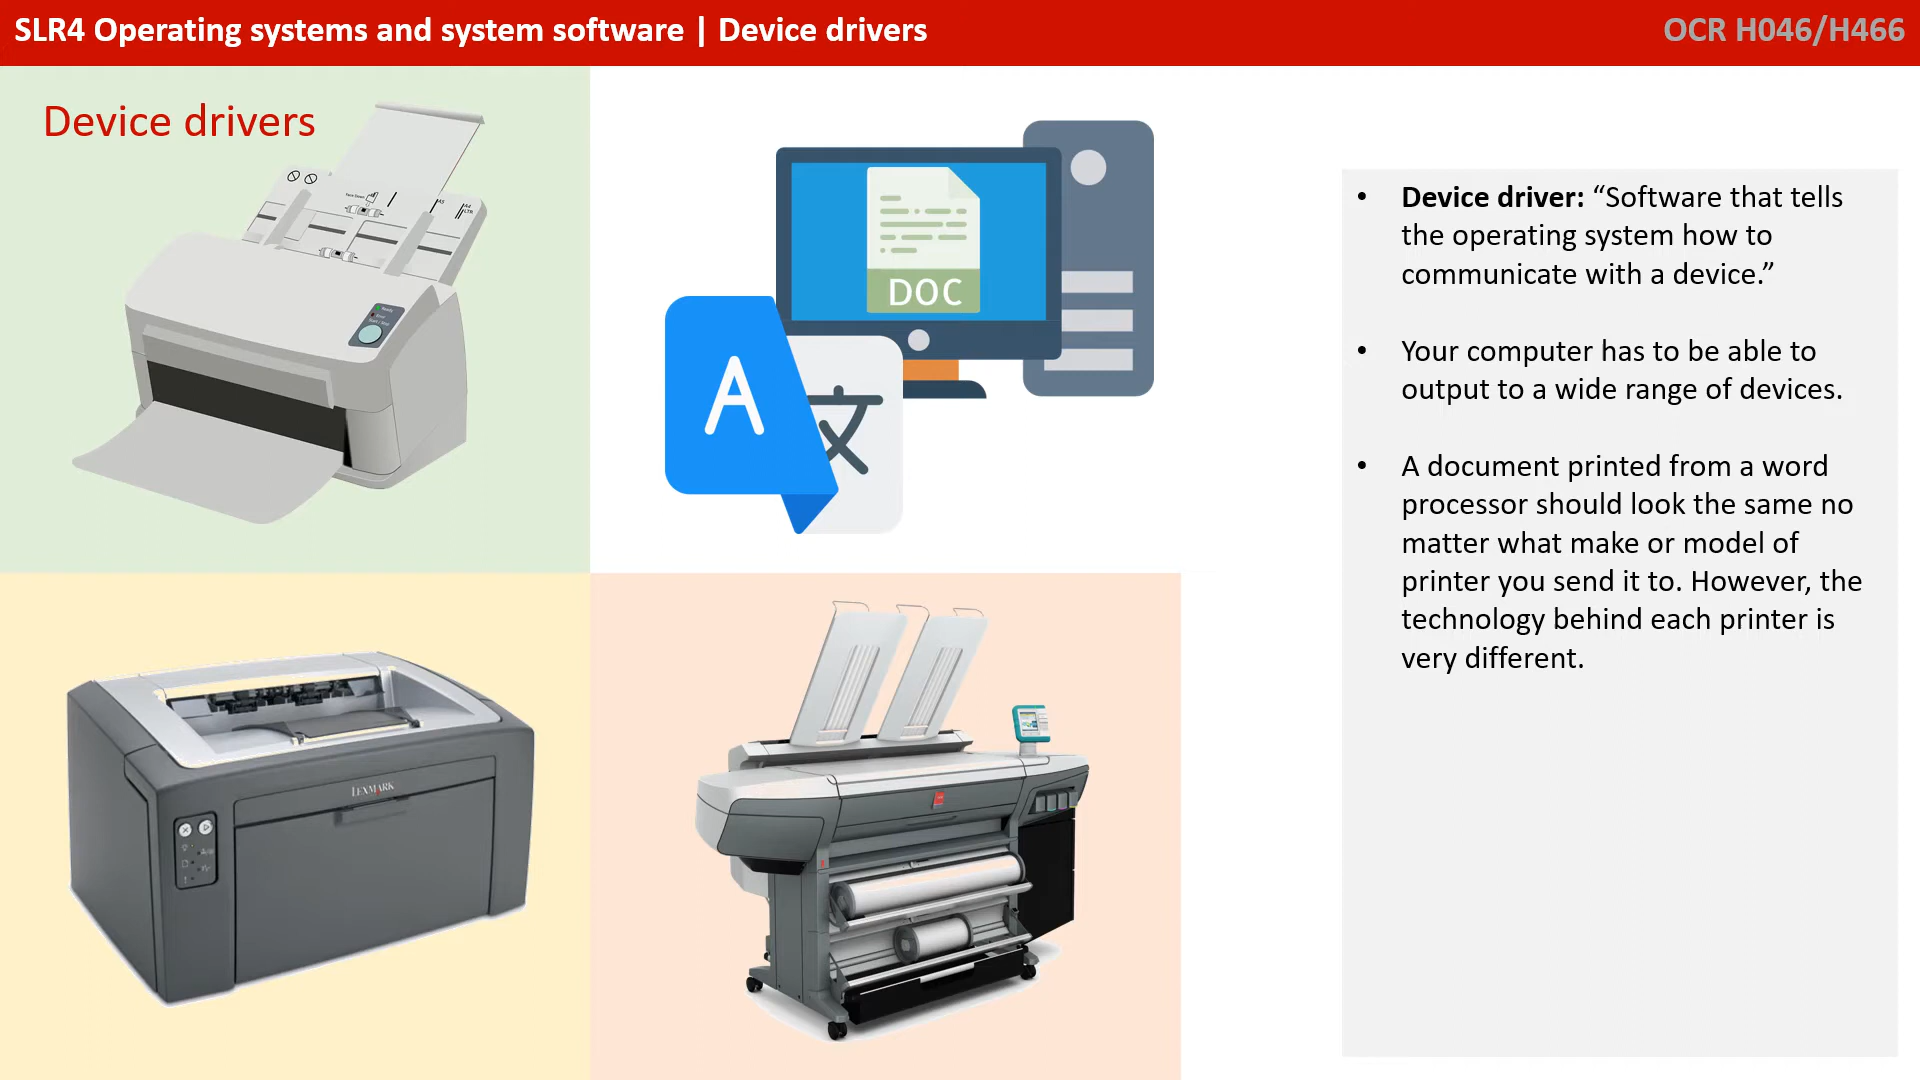 SLR4 Operating systems and system software | Device drivers
OCR H046/H466
Device drivers
A5
A4
LTR
DOC
A
文
LEXMARK
• Device driver: “Software that tells
the operating system how to
communicate with a device.”
• Your computer has to be able to
output to a wide range of devices.
• A document printed from a word
processor should look the same no
matter what make or model of
printer you send it to. However, the
technology behind each printer is
very different.